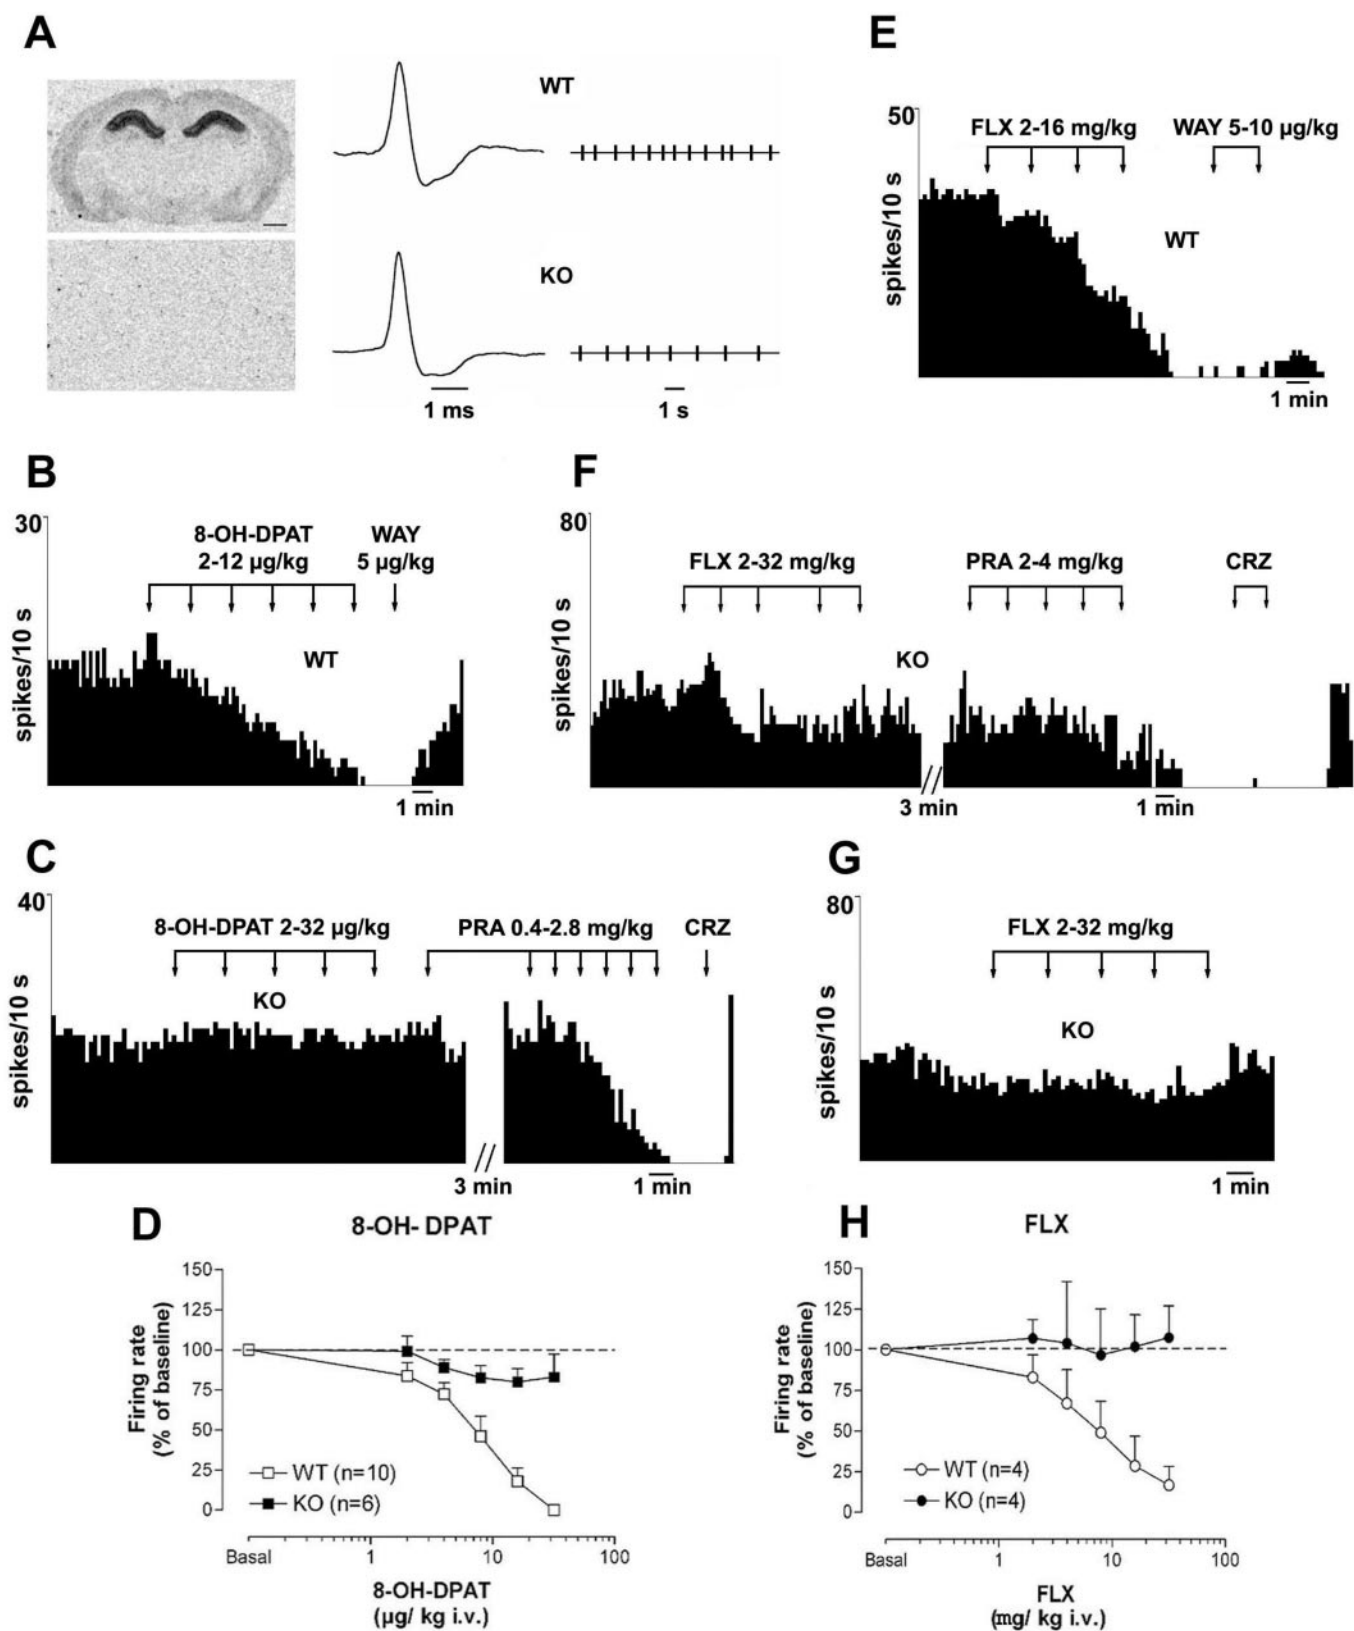 A
WT
KO
1 ms
1 s
E
50
FLX 2-16 mg/kg
WAY 5-10 µg/kg
WT
spikes/10 s
1 min
B
30
8-OH-DPAT
2-12 µg/kg
WAY
5 µg/kg
WT
spikes/10 s
1 min
F
80
FLX 2-32 mg/kg
PRA 2-4 mg/kg
CRZ
KO
spikes/10 s
3 min
1 min
C
40
8-OH-DPAT 2-32 µg/kg
PRA 0.4-2.8 mg/kg
CRZ
KO
spikes/10 s
3 min
1 min
G
80
FLX 2-32 mg/kg
KO
spikes/10 s
1 min
D
8-OH- DPAT
150
125
100
75
50
25
0
Firing rate
(% of baseline)
WT (n=10)
KO (n=6)
Basal
1
10
100
8-OH-DPAT
(µg/ kg i.v.)
H
FLX
150
125
100
75
50
25
0
Firing rate
(% of baseline)
WT (n=4)
KO (n=4)
Basal
1
10
100
FLX
(mg/ kg i.v.)